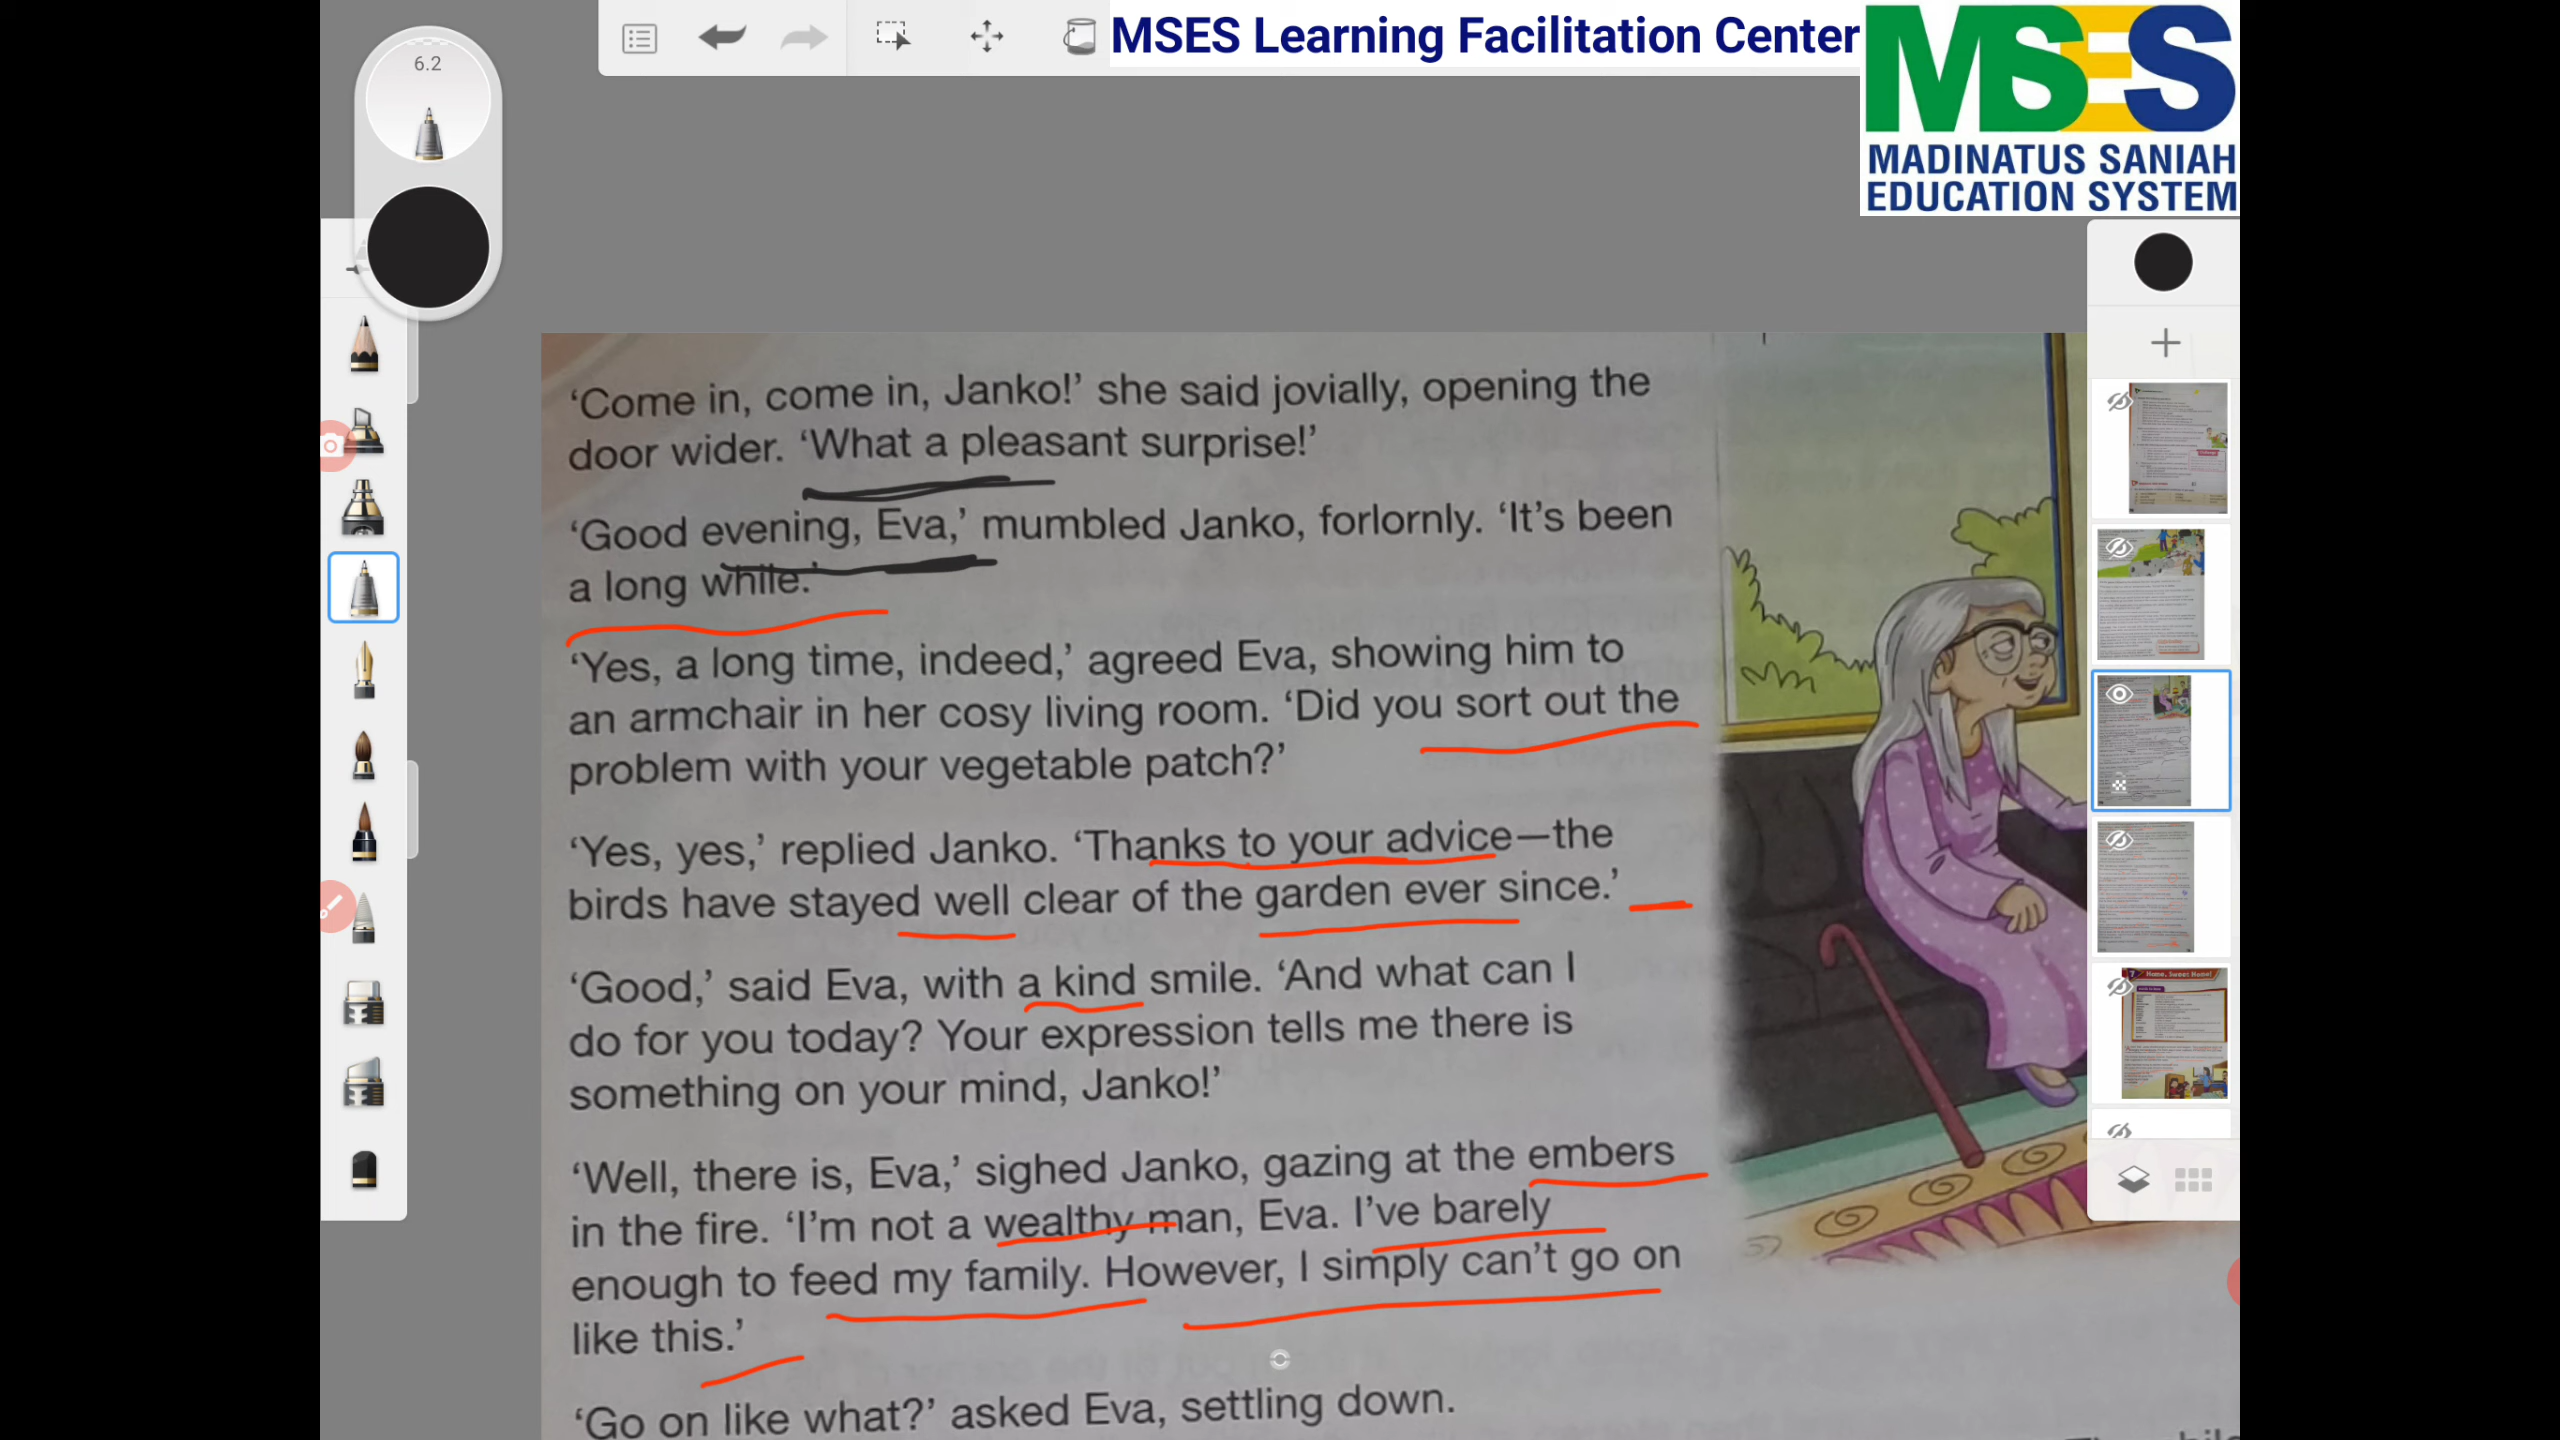 6.2
MSES Learning Facilitation Center
MSES
MADINATUS SANIAH
EDUCATION SYSTEM
‘Come in, come in, Janko!’ she said jovially, opening the
door wider. ‘What a pleasant surprise!’
‘Good evening, Eva,’ mumbled Janko, forlornly. ‘It’s been
a long while.’
‘Yes, a long time, indeed,’ agreed Eva, showing him to
an armchair in her cosy living room. ‘Did you sort out the
problem with your vegetable patch?’
‘Yes, yes,’ replied Janko. ‘Thanks to your advice—the
birds have stayed well clear of the garden ever since.’
‘Good,’ said Eva, with a kind smile. ‘And what can I
do for you today? Your expression tells me there is
something on your mind, Janko!’
‘Well, there is, Eva,’ sighed Janko, gazing at the embers
in the fire. ‘I’m not a wealthy man, Eva. I’ve barely
enough to feed my family. However, I simply can’t go on
like this.’
‘Go on like what?’ asked Eva, settling down.
7 Home, Sweet Home!